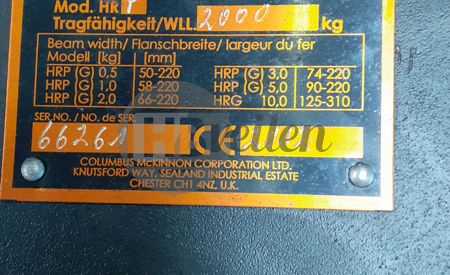 Mod. HR P
Tragfähigkeit/WLL. 2000 kg
Beam width/ Flanschbreite/ largeur du fer
Modell [kg] [mm]
HRP (G) 0,5 50-220 HRP (G) 3,0 74-220
HRP (G) 1,0 58-220 HRP (G) 5,0 90-220
HRP (G) 2,0 66-220 HRG 10,0 125-310
SER NO. / NO. de SER.
66261 CE
COLUMBUS MCKINNON CORPORATION LTD,
KNUTSFORD WAY, SEALAND INDUSTRIAL ESTATE
CHESTER CH1 4NZ, U.K.